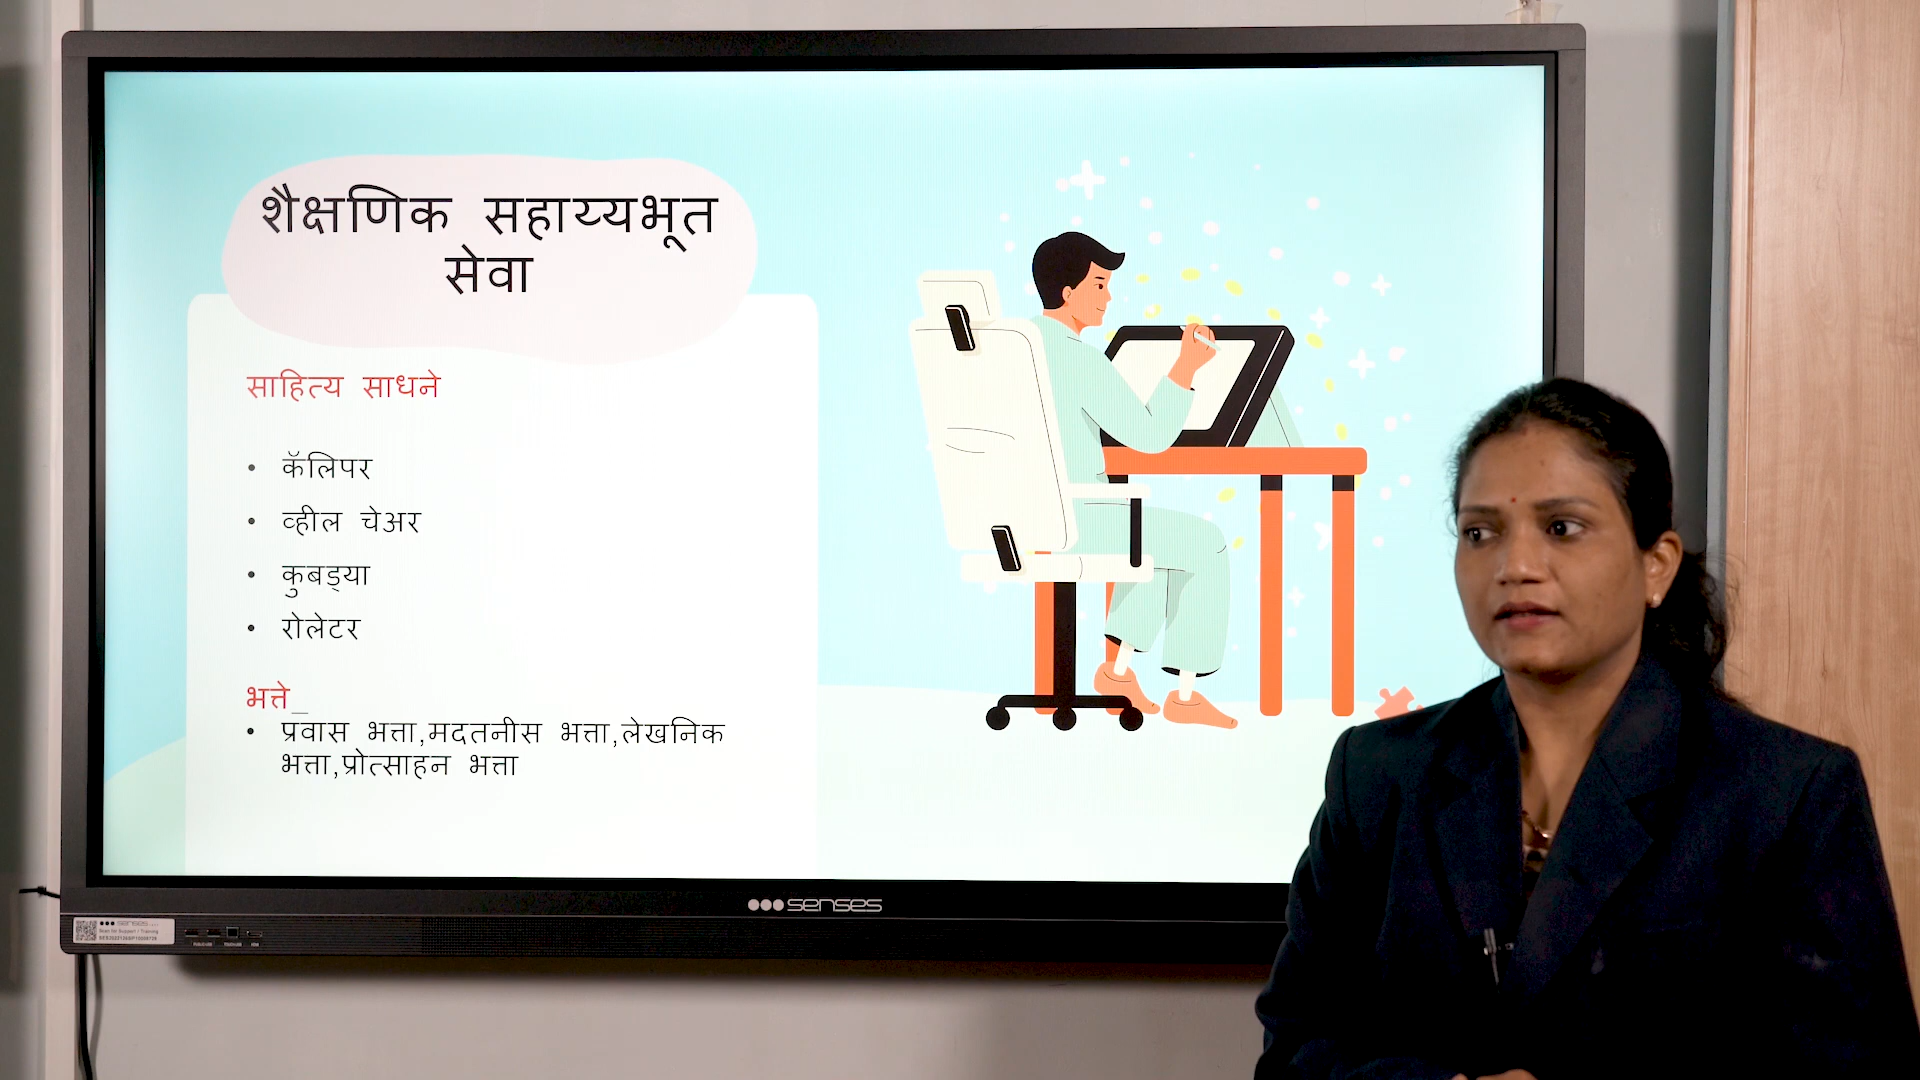 शैक्षणिक सहाय्यभूत
सेवा
साहित्य साधने
• कॅलिपर
• व्हील चेअर
• कुबड्या
• रोलेटर
भत्ते_
• प्रवास भत्ता,मदतनीस भत्ता,लेखनिक
भत्ता,प्रोत्साहन भत्ता
senses